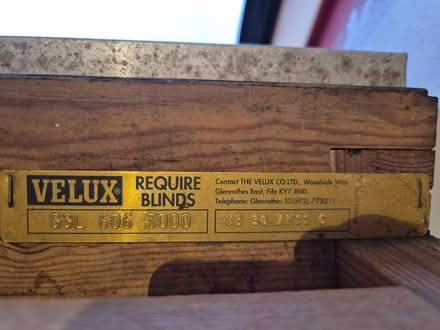 VELUX
REQUIRE
BLINDS
Contact THE VELUX CO LTD., Woodside Way
Glenrothes East, Fife KY7 4ND.
Telephone: Glenrothes
606 5000